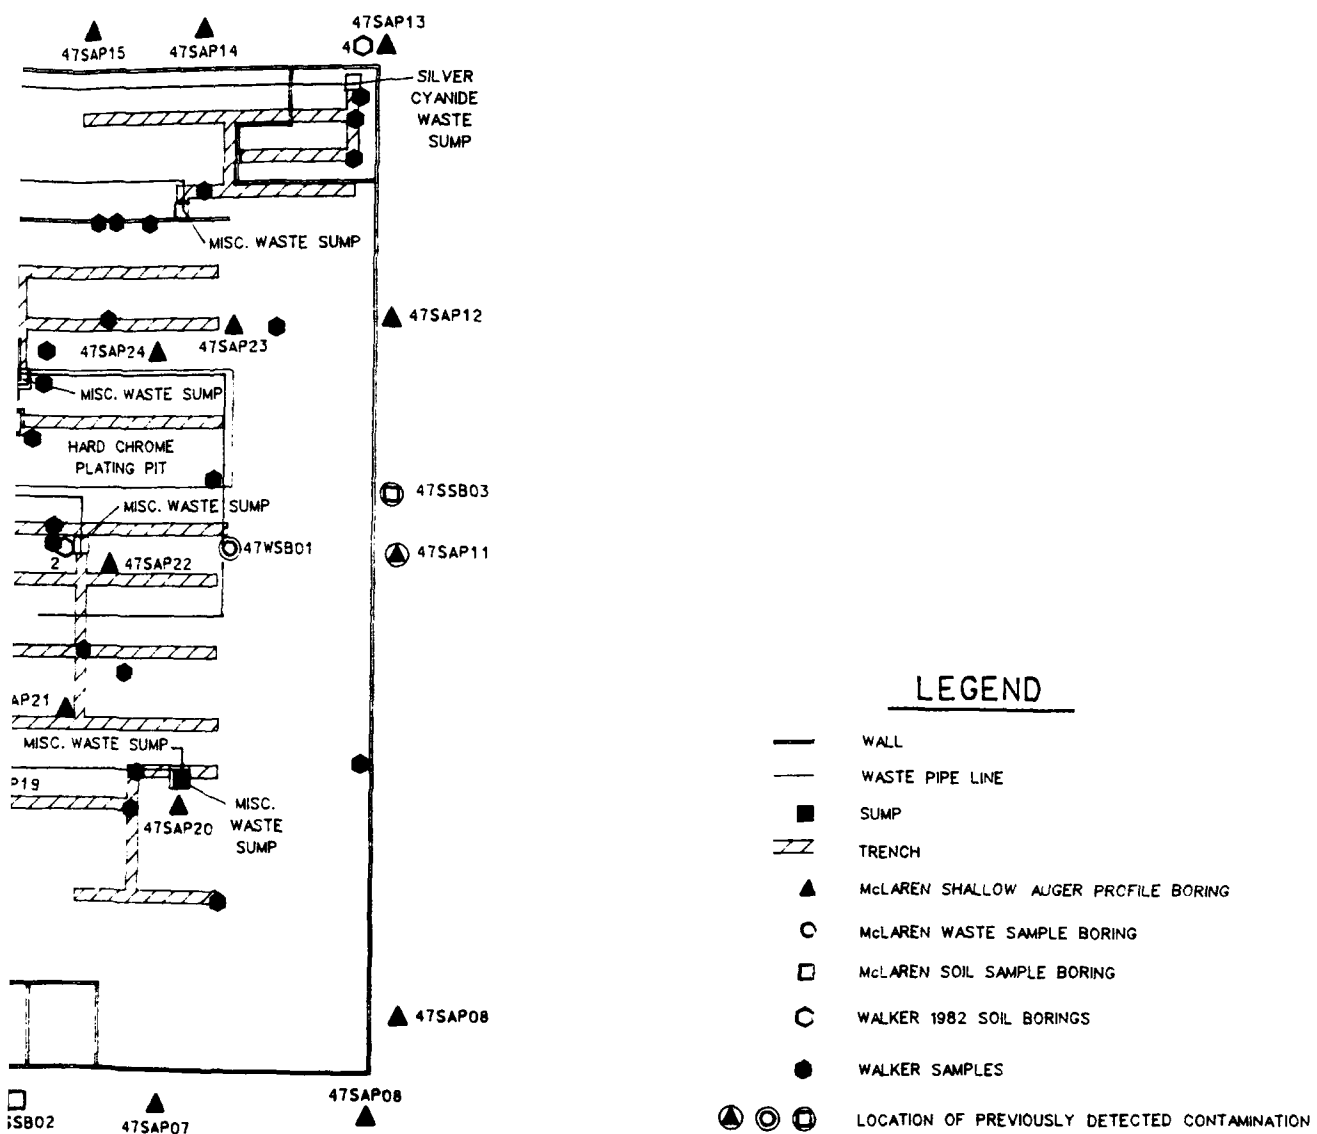 47SAP13
47SAP15
47SAP14
4
SILVER
CYANIDE
WASTE
SUMP
MISC. WASTE SUMP
47SAP12
47SAP23
47SAP24
MISC. WASTE SUMP
HARD CHROME
PLATING PIT
47SSB03
MISC. WASTE SUMP
47WSB01
47SAP11
2
47SAP22
AP21
MISC. WASTE SUMP
P19
MISC.
WASTE
SUMP
47SAP20
47SAP08
47SAP08
SSB02
47SAP07
LEGEND
WALL
WASTE PIPE LINE
SUMP
TRENCH
McLAREN SHALLOW AUGER PROFILE BORING
McLAREN WASTE SAMPLE BORING
McLAREN SOIL SAMPLE BORING
WALKER 1982 SOIL BORINGS
WALKER SAMPLES
LOCATION OF PREVIOUSLY DETECTED CONTAMINATION